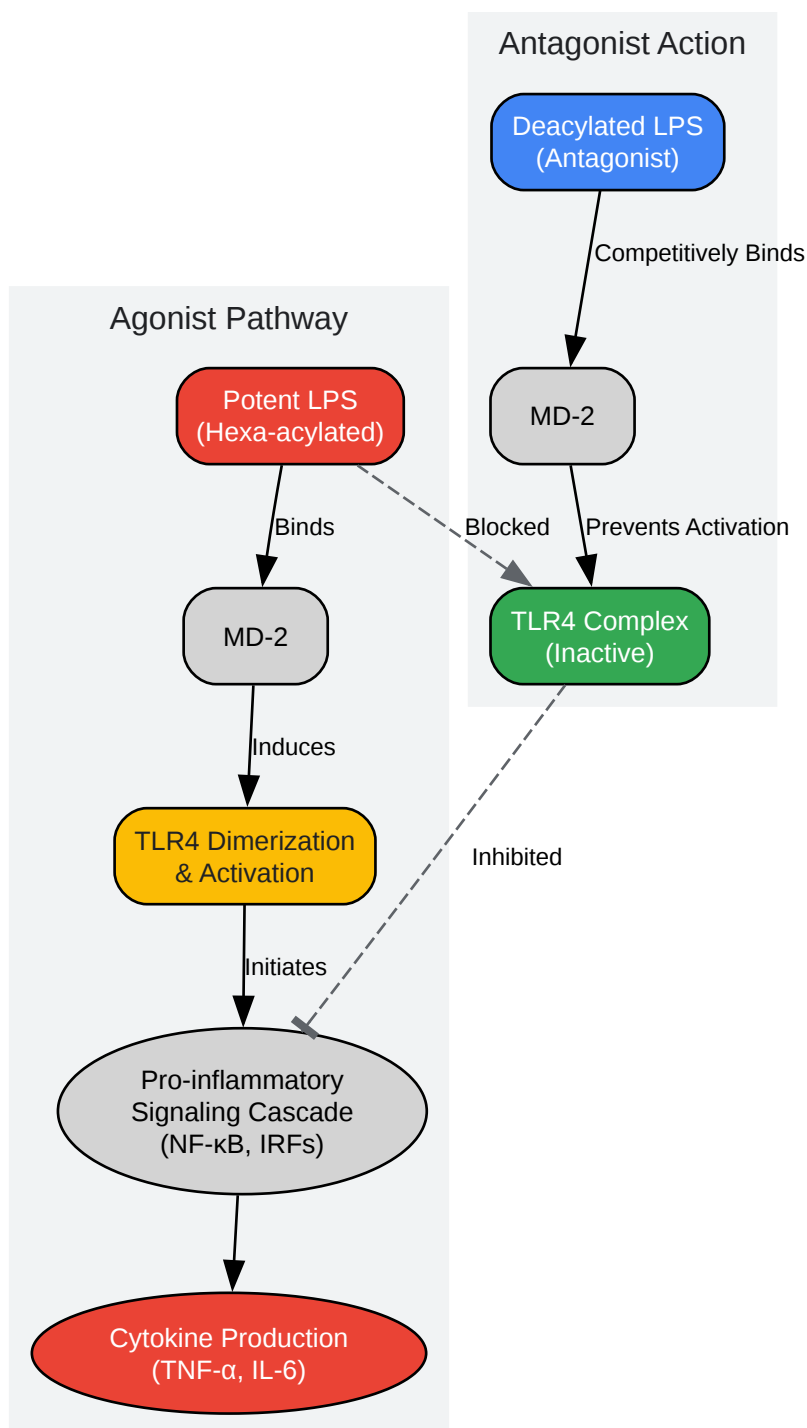 Antagonist Action
Deacylated LPS
(Antagonist)
Competitively Binds
Agonist Pathway
Potent LPS
(Hexa-acylated)
MD-2
Binds
Blocked
Prevents Activation
MD-2
TLR4 Complex
(Inactive)
Induces
TLR4 Dimerization
& Activation
Inhibited
Initiates
Pro-inflammatory
Signaling Cascade
(NF-κB, IRFs)
Cytokine Production
(TNF-α, IL-6)